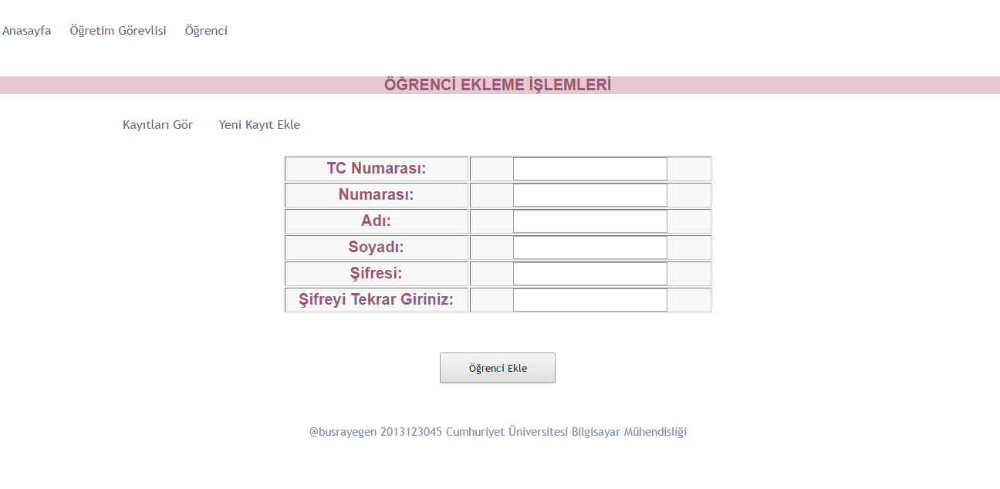 Anasayfa Öğretim Görevlisi Öğrenci
ÖĞRENCİ EKLEME İŞLEMLERİ
Kayıtları Gör Yeni Kayıt Ekle
TC Numarası:
Numarası:
Adı:
Soyadı:
Şifresi:
Şifreyi Tekrar Giriniz:
Öğrenci Ekle
@busrayegen 2013123045 Cumhuriyet Üniversitesi Bilgisayar Mühendisliği